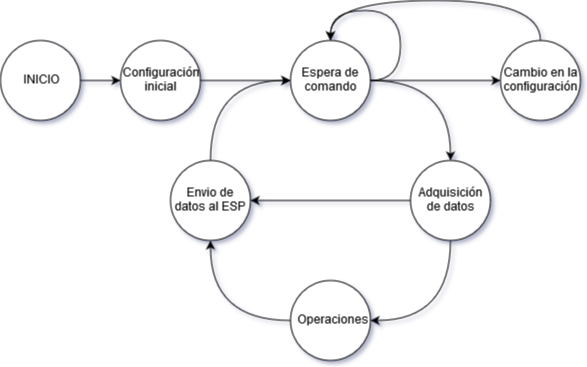 INICIO
Configuración
inicial
Espera de
comando
Cambio en la
configuración
Envio de
datos al ESP
Adquisición
de datos
Operaciones